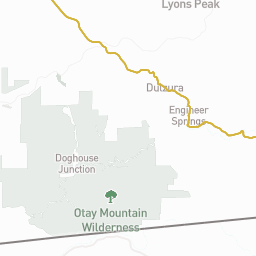 Lyons Peak
Dulzura
Engineer
Springs
Doghouse
Junction
Otay Mountain
Wilderness